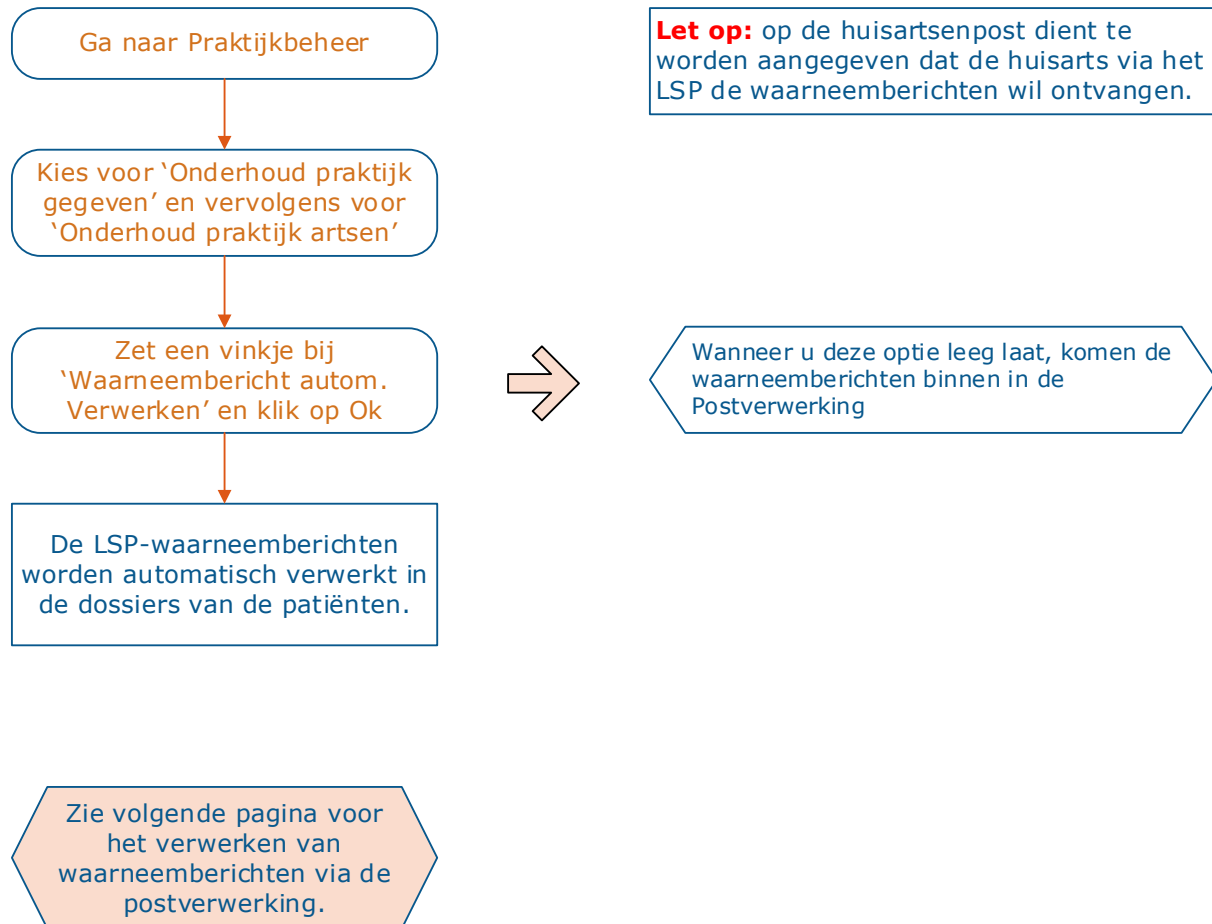 Ga naar Praktijkbeheer
Let op: op de huisartsenpost dient te
worden aangegeven dat de huisarts via het
LSP de waarneemberichten wil ontvangen.
Kies voor ‘Onderhoud praktijk
gegeven’ en vervolgens voor
‘Onderhoud praktijk artsen’
Zet een vinkje bij
‘Waarneembericht autom.
Verwerken’ en klik op Ok
Wanneer u deze optie leeg laat, komen de
waarneemberichten binnen in de
Postverwerking
De LSP-waarneemberichten
worden automatisch verwerkt in
de dossiers van de patiënten.
Zie volgende pagina voor
het verwerken van
waarneemberichten via de
postverwerking.